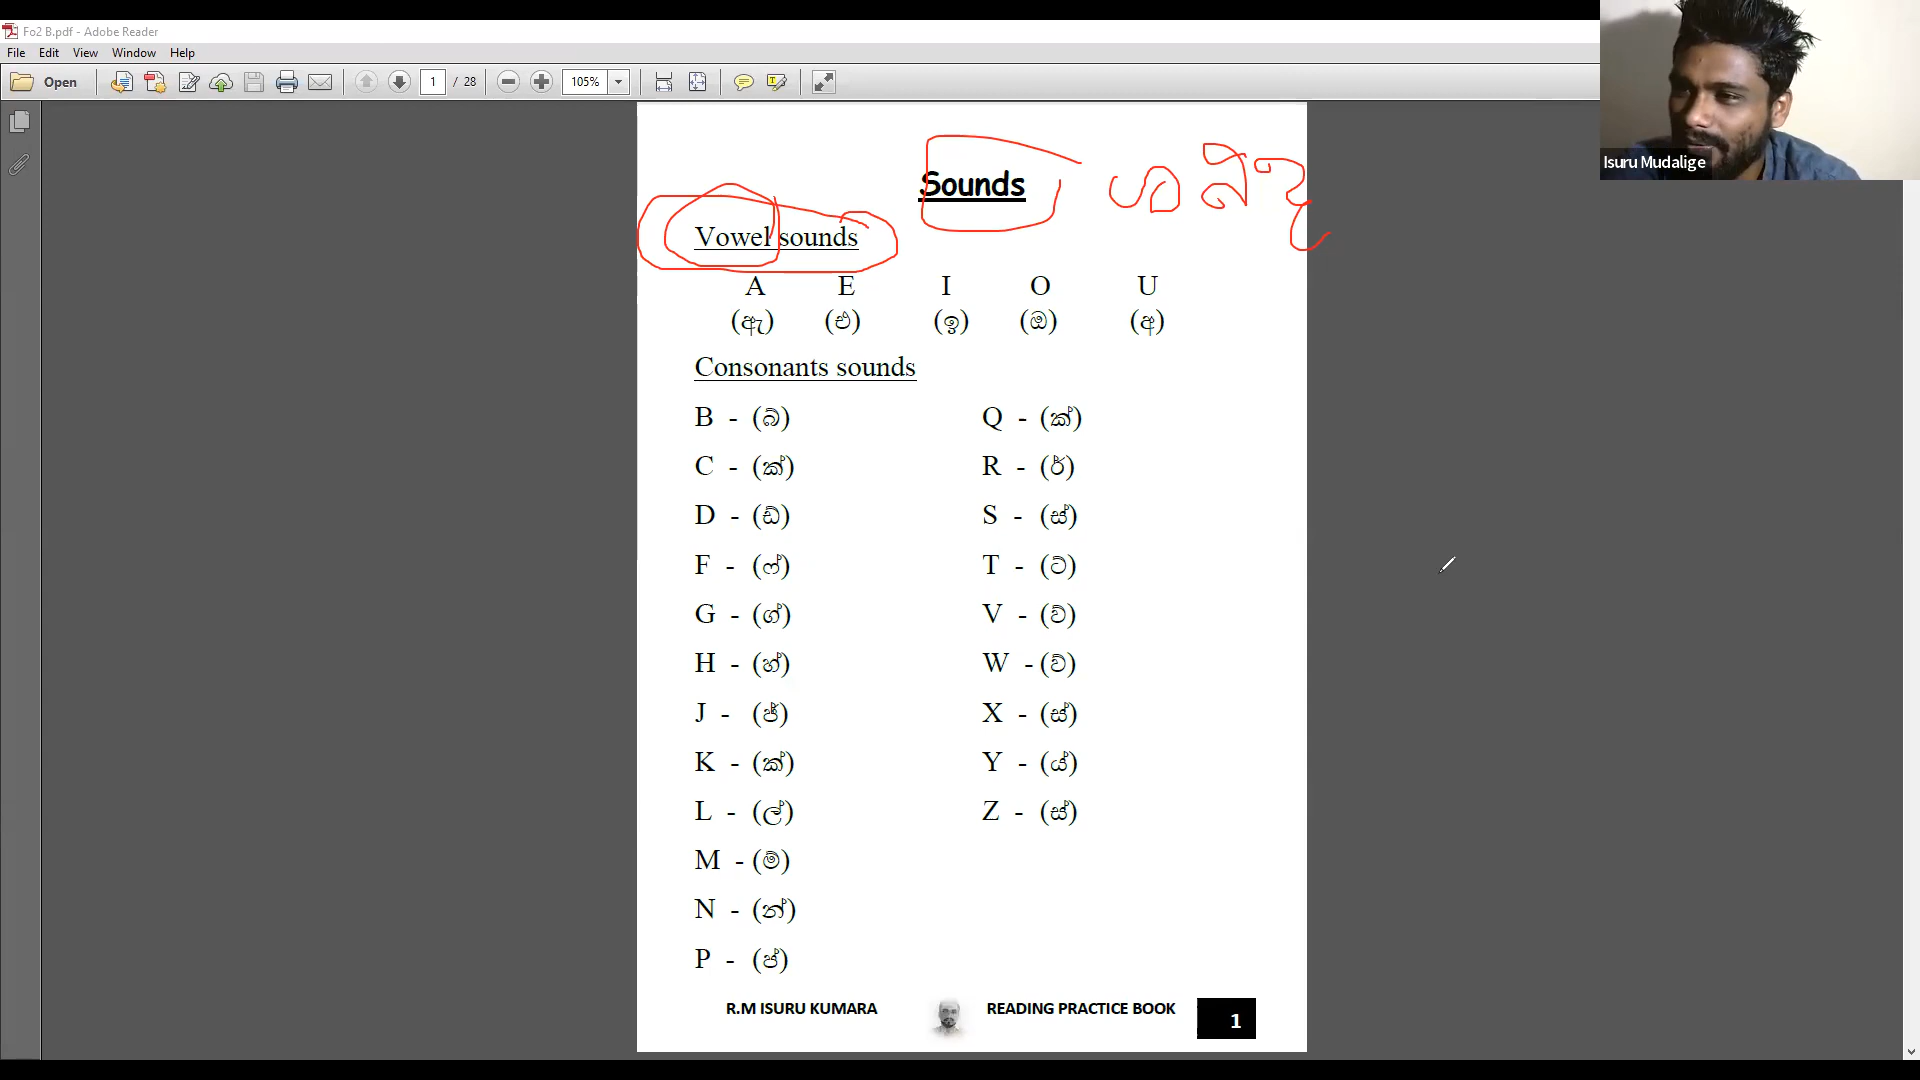 Fo2 B.pdf - Adobe Reader
File Edit View Window Help
Open 1 / 28 105%
Isuru Mudalige
Sounds ශබ්ද
Vowel sounds
A E I O U
(ඇ) (එ) (ඉ) (ඔ) (අ)
Consonants sounds
B - (බ්) Q - (ක්)
C - (ක්) R - (ර්)
D - (ඩ්) S - (ස්)
F - (ෆ්) T - (ට්)
G - (ග්) V - (ව්)
H - (හ්) W - (ව්)
J - (ජ්) X - (ස්)
K - (ක්) Y - (ය්)
L - (ල්) Z - (ස්)
M - (ම්)
N - (න්)
P - (ප්)
R.M ISURU KUMARA READING PRACTICE BOOK 1